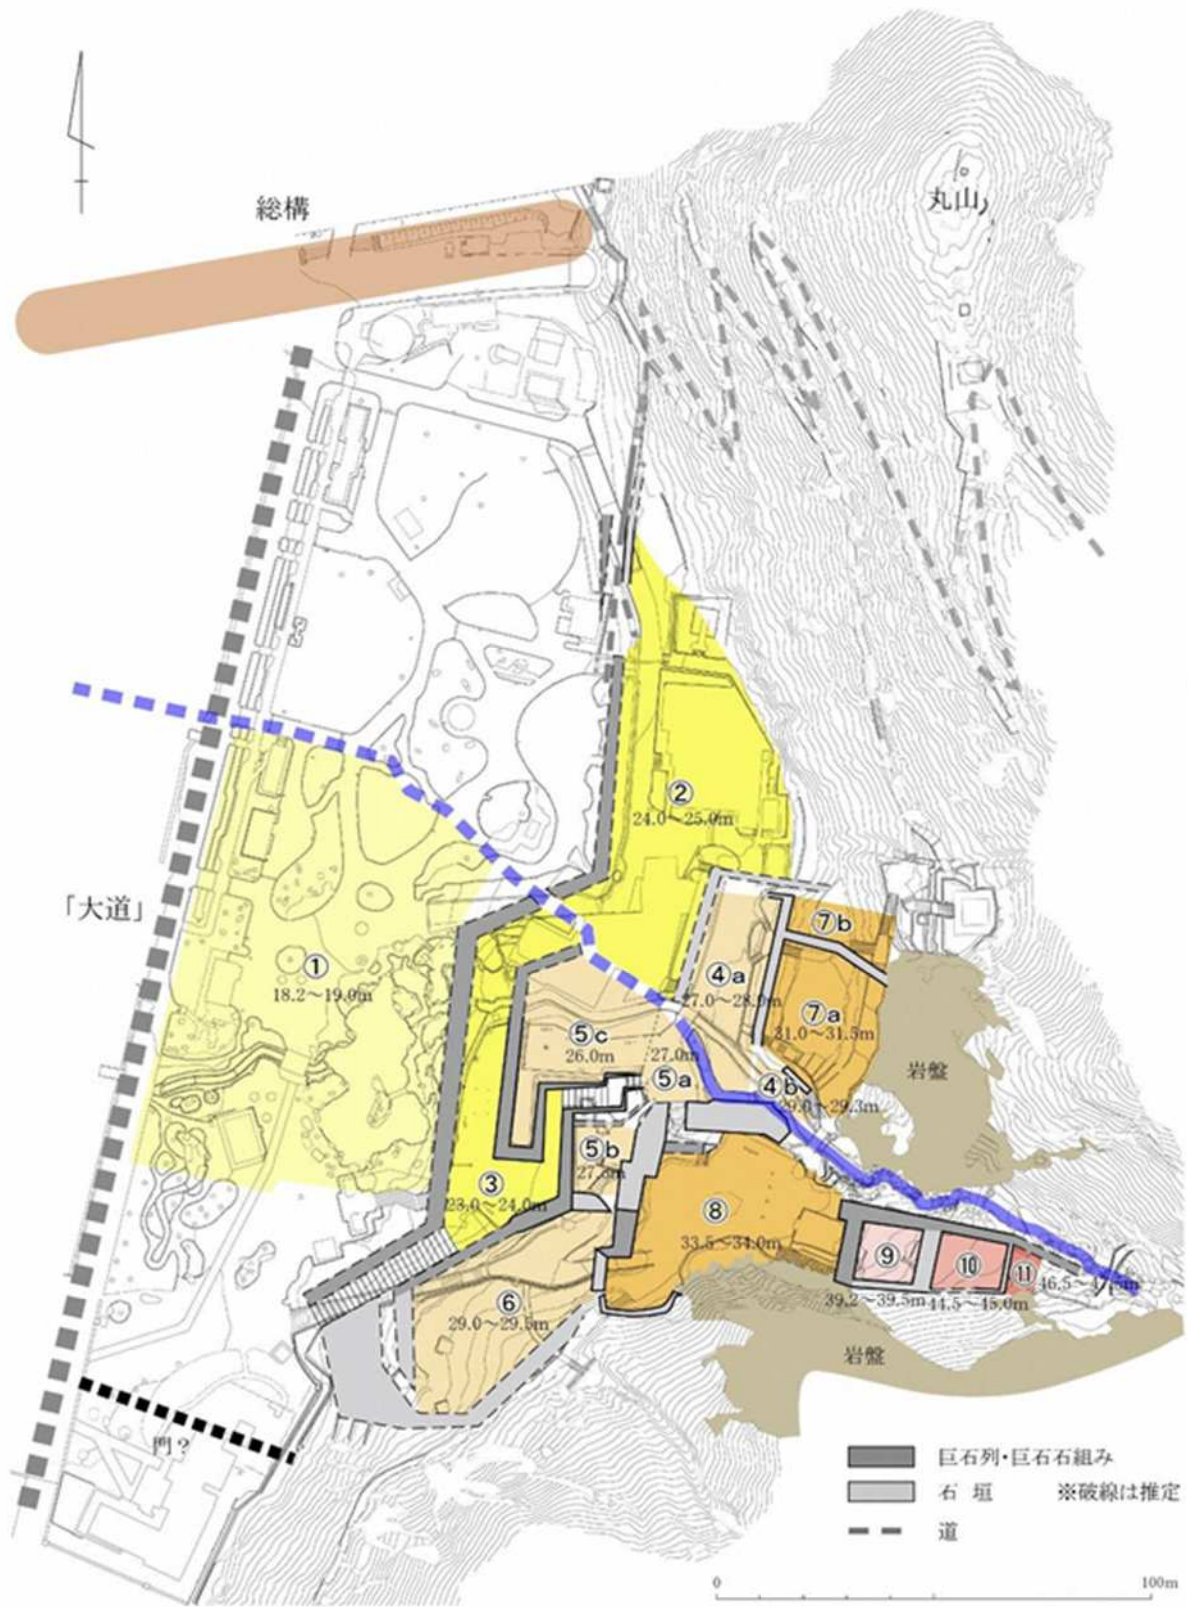 総構
丸山
「大道」
②
24.0～25.0m
①
18.2～19.0m
⑦b
④a
27.0～28.0m
⑦a
31.0～31.5m
⑤c
26.0m
27.0m
⑤a
岩盤
④b
29.0～29.3m
⑤b
③
23.0～24.0m
⑧
33.5～34.0m
⑨
39.2～39.5m
⑩
44.5～45.0m
⑪
⑥
29.0～29.5m
岩盤
門?
巨石列・巨石石組み
石 垣
※破線は推定
道
0
100m